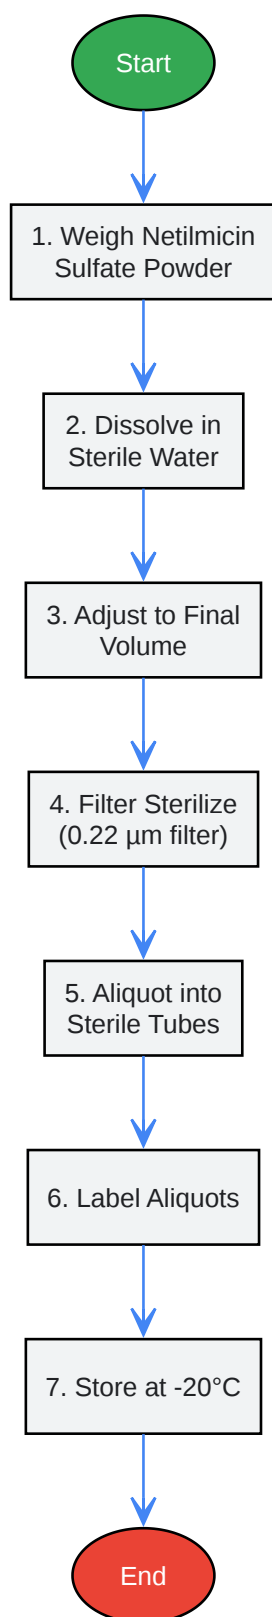 Start
1. Weigh Netilmicin
Sulfate Powder
2. Dissolve in
Sterile Water
3. Adjust to Final
Volume
4. Filter Sterilize
(0.22 µm filter)
5. Aliquot into
Sterile Tubes
6. Label Aliquots
7. Store at -20°C
End